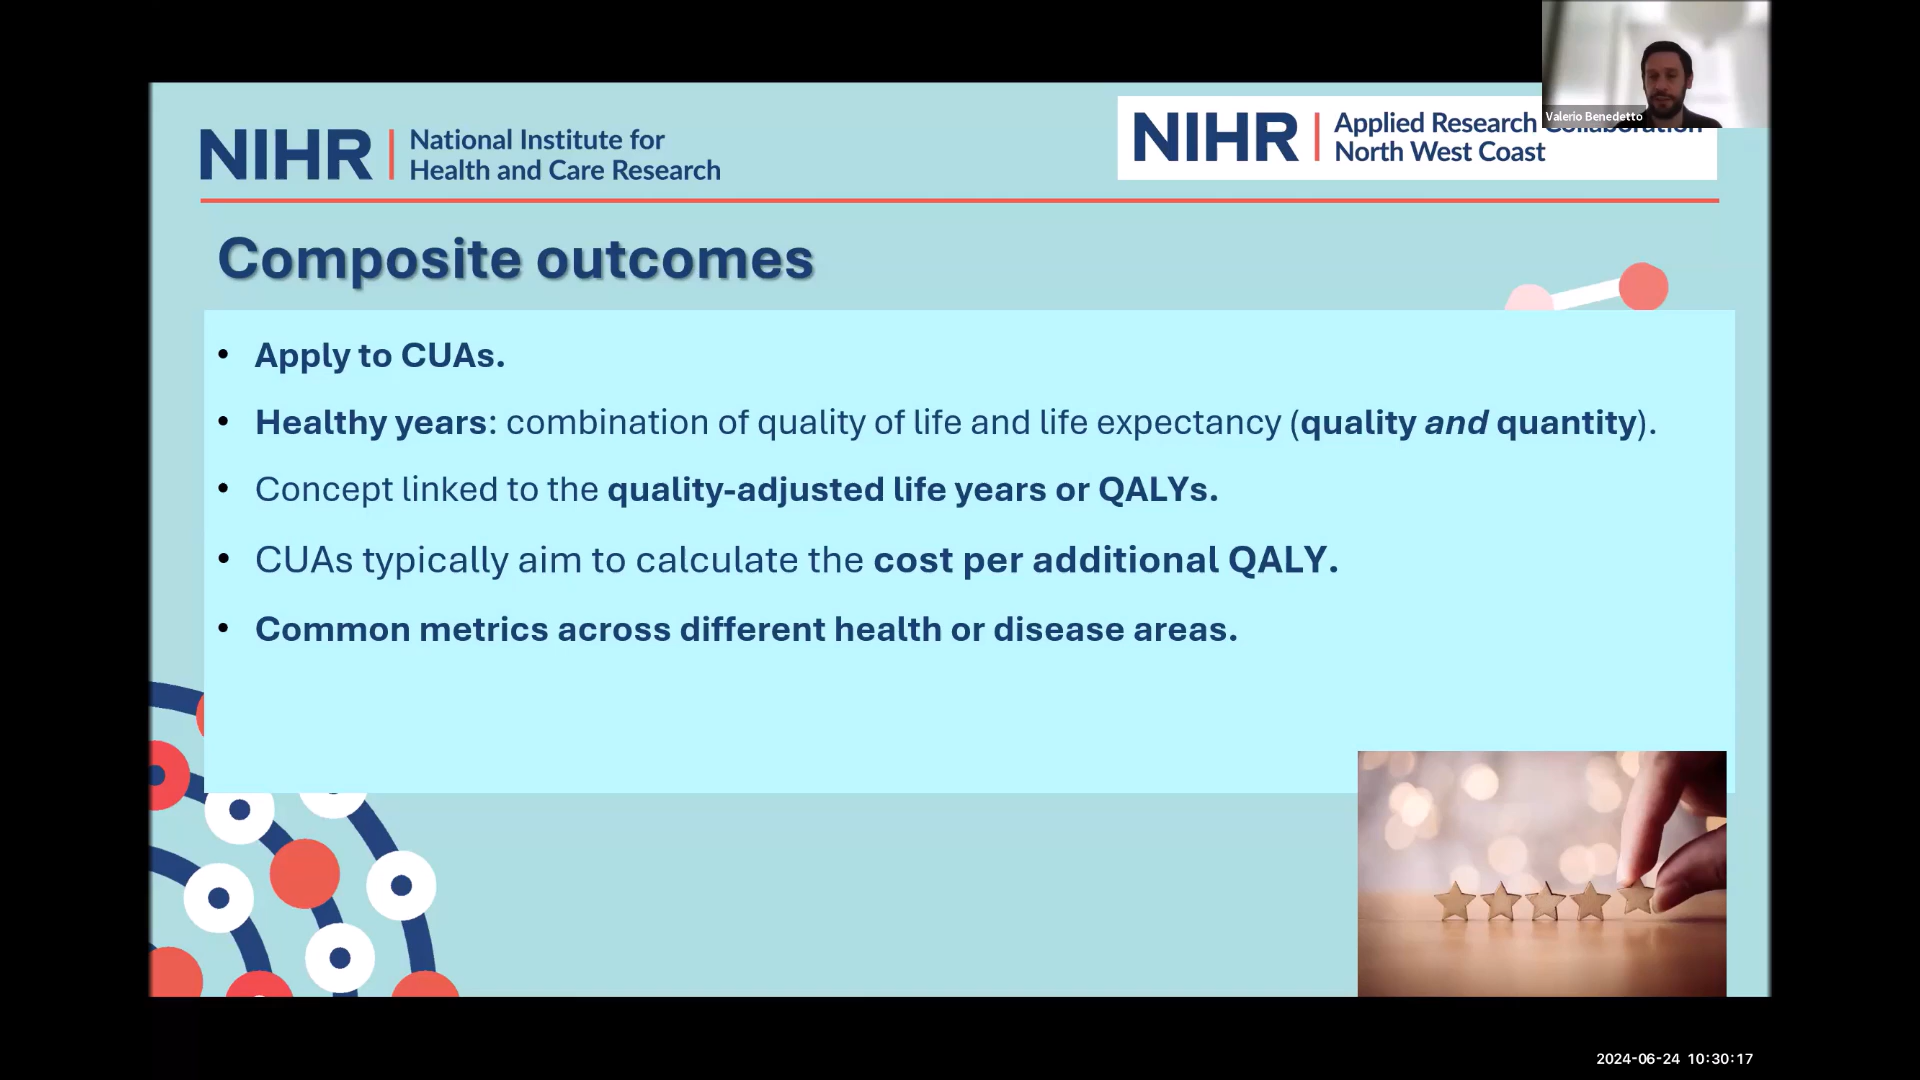 Valerio Benedetto
NIHR
National Institute for
Health and Care Research
NIHR
Applied Research Collaboration
North West Coast
Composite outcomes
• Apply to CUAs.
• Healthy years: combination of quality of life and life expectancy (quality and quantity).
• Concept linked to the quality-adjusted life years or QALYs.
• CUAs typically aim to calculate the cost per additional QALY.
• Common metrics across different health or disease areas.
2024-06-24 10:30:17